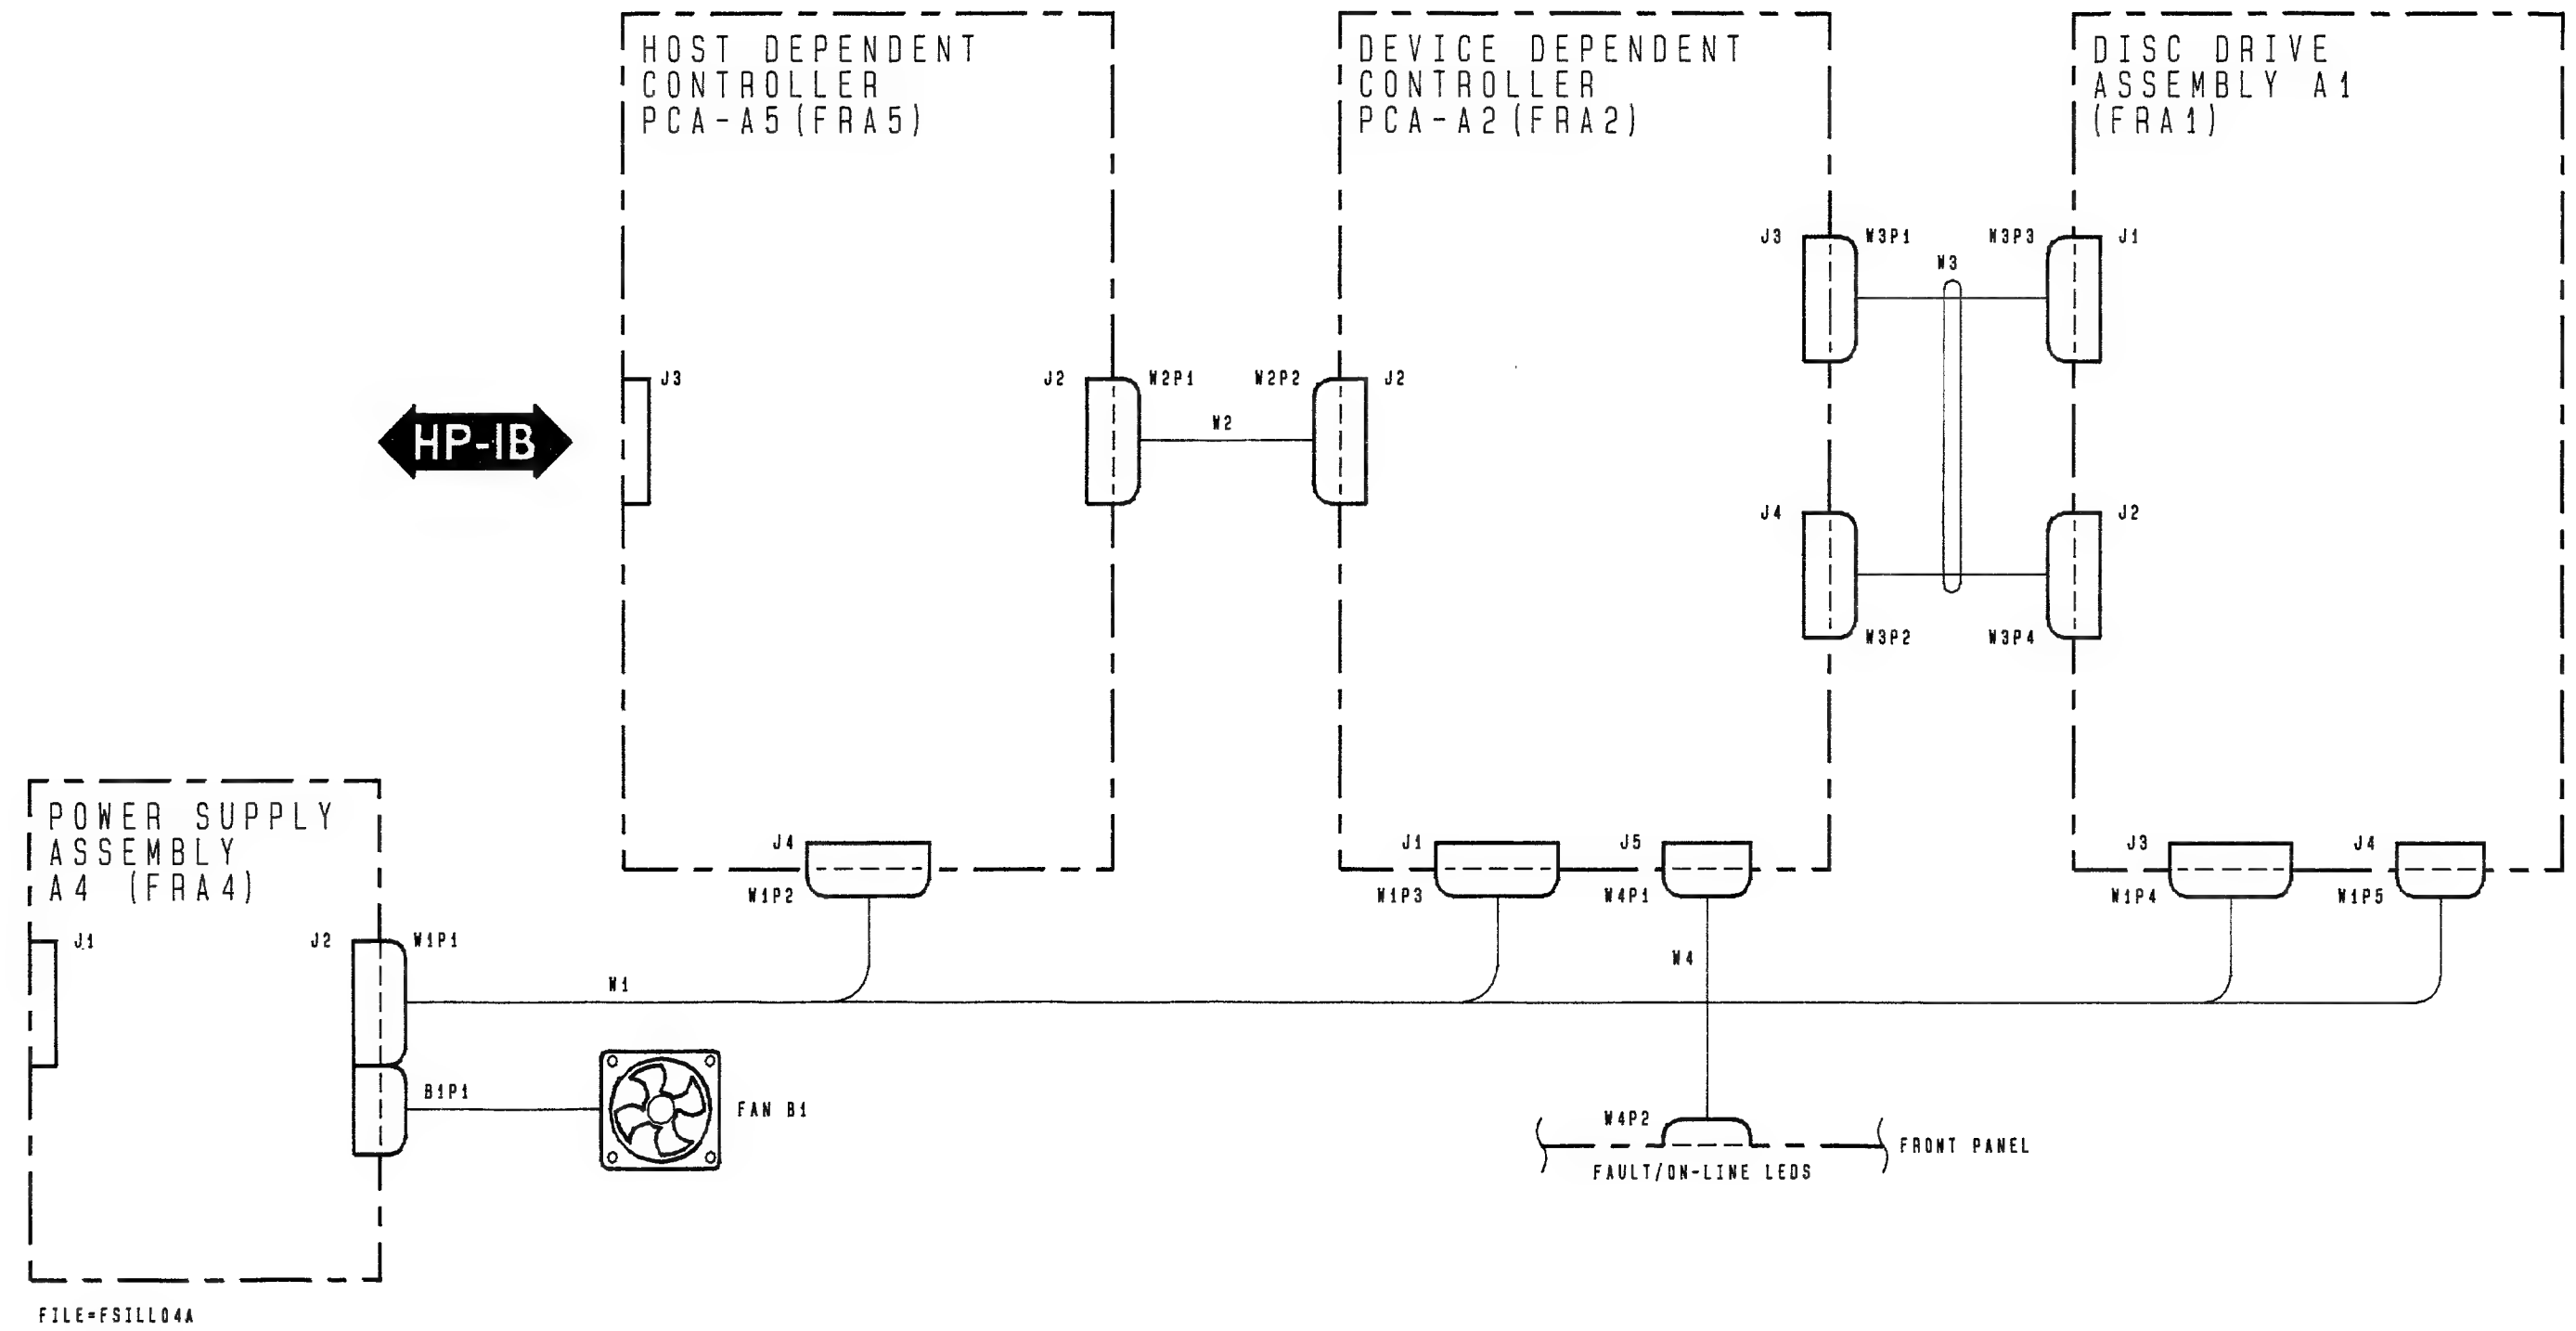 HOST DEPENDENT
CONTROLLER
PCA-A5(FRA5)
DEVICE DEPENDENT
CONTROLLER
PCA-A2(FRA2)
DISC DRIVE
ASSEMBLY A1
(FRA1)
J3
W3P1
W3P3
J1
W3
J3
J2
W2P1
W2P2
J2
W2
HP-IB
J4
J2
W3P2
W3P4
POWER SUPPLY
ASSEMBLY
A4 (FRA4)
J4
J1
J5
J3
J4
W1P2
W1P3
W4P1
W1P4
W1P5
J1
J2
W1P1
W4
W1
B1P1
FAN B1
W4P2
FRONT PANEL
FAULT/ON-LINE LEDS
FILE=FSILL04A